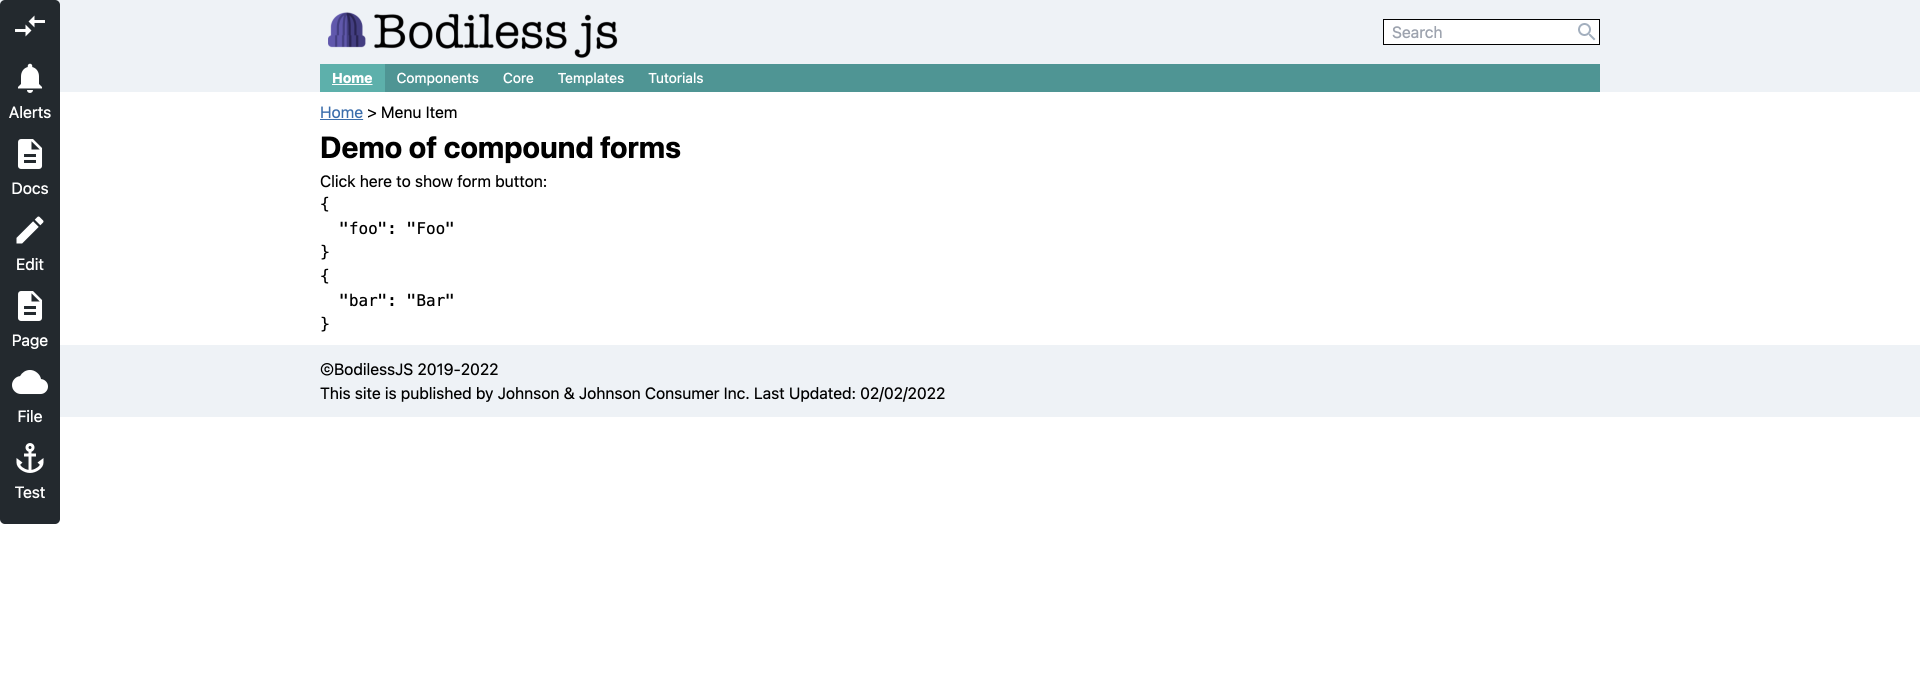 Bodiless js
Search
Home Components Core Templates Tutorials
Home > Menu Item
Demo of compound forms
Click here to show form button:
{
  "foo": "Foo"
}
{
  "bar": "Bar"
}
©BodilessJS 2019-2022
This site is published by Johnson & Johnson Consumer Inc. Last Updated: 02/02/2022
Alerts
Docs
Edit
Page
File
Test